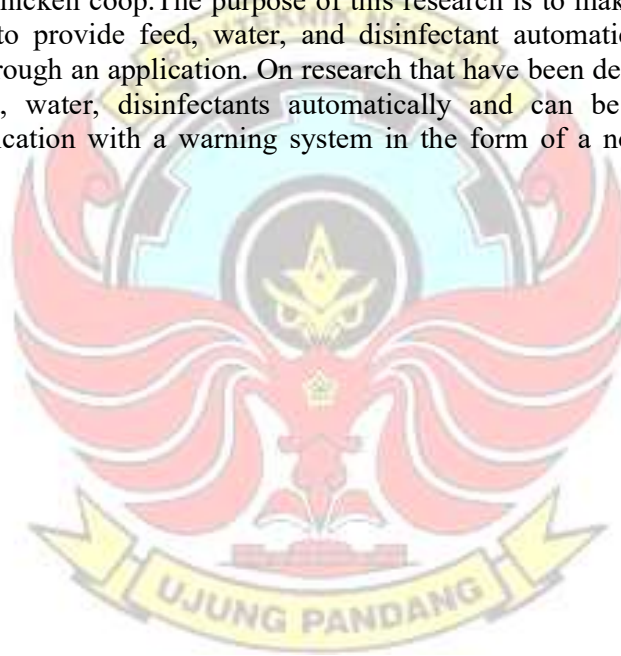 hicken coop.The purpose of this research is to mak
to provide feed, water, and disinfectant automati
rough an application. On research that have been de
, water, disinfectants automatically and can be
ication with a warning system in the form of a n
UJUNG PANDANG